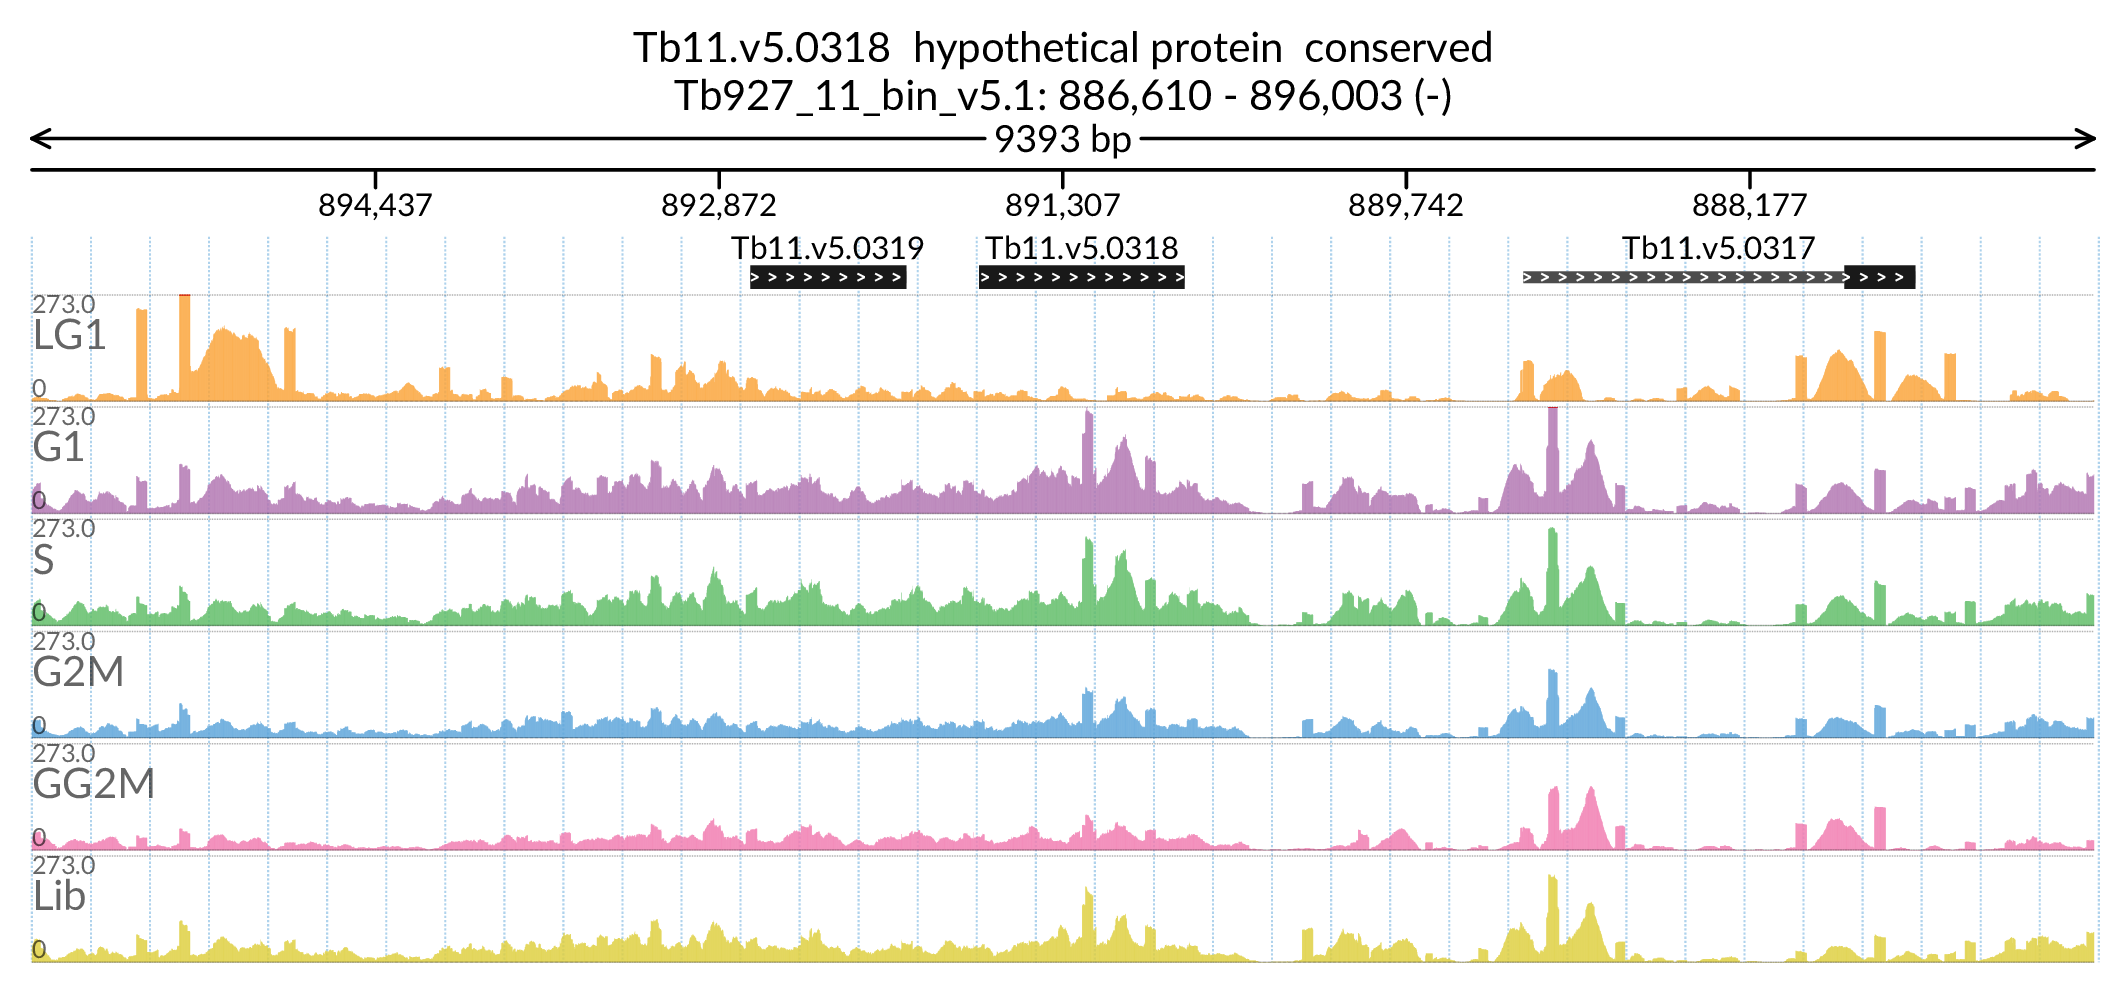 Tb11.v5.0318  hypothetical protein  conserved
Tb927_11_bin_v5.1: 886,610 - 896,003 (-)
9393 bp
894,437 892,872 891,307 889,742 888,177
Tb11.v5.0319 Tb11.v5.0318 Tb11.v5.0317
273.0
LG1
0
273.0
G1
0
273.0
S
0
273.0
G2M
0
273.0
GG2M
0
273.0
Lib
0